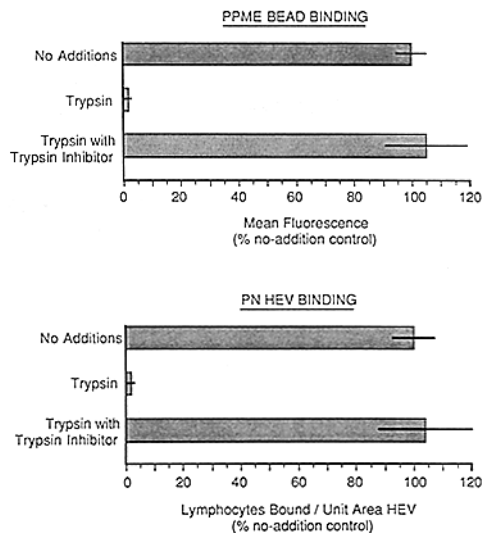 PPME BEAD BINDING
No Additions
Trypsin
Trypsin with
Trypsin Inhibitor
0 20 40 60 80 100 120
Mean Fluorescence
(% no-addition control)
PN HEV BINDING
No Additions
Trypsin
Trypsin with
Trypsin Inhibitor
0 20 40 60 80 100 120
Lymphocytes Bound / Unit Area HEV
(% no-addition control)